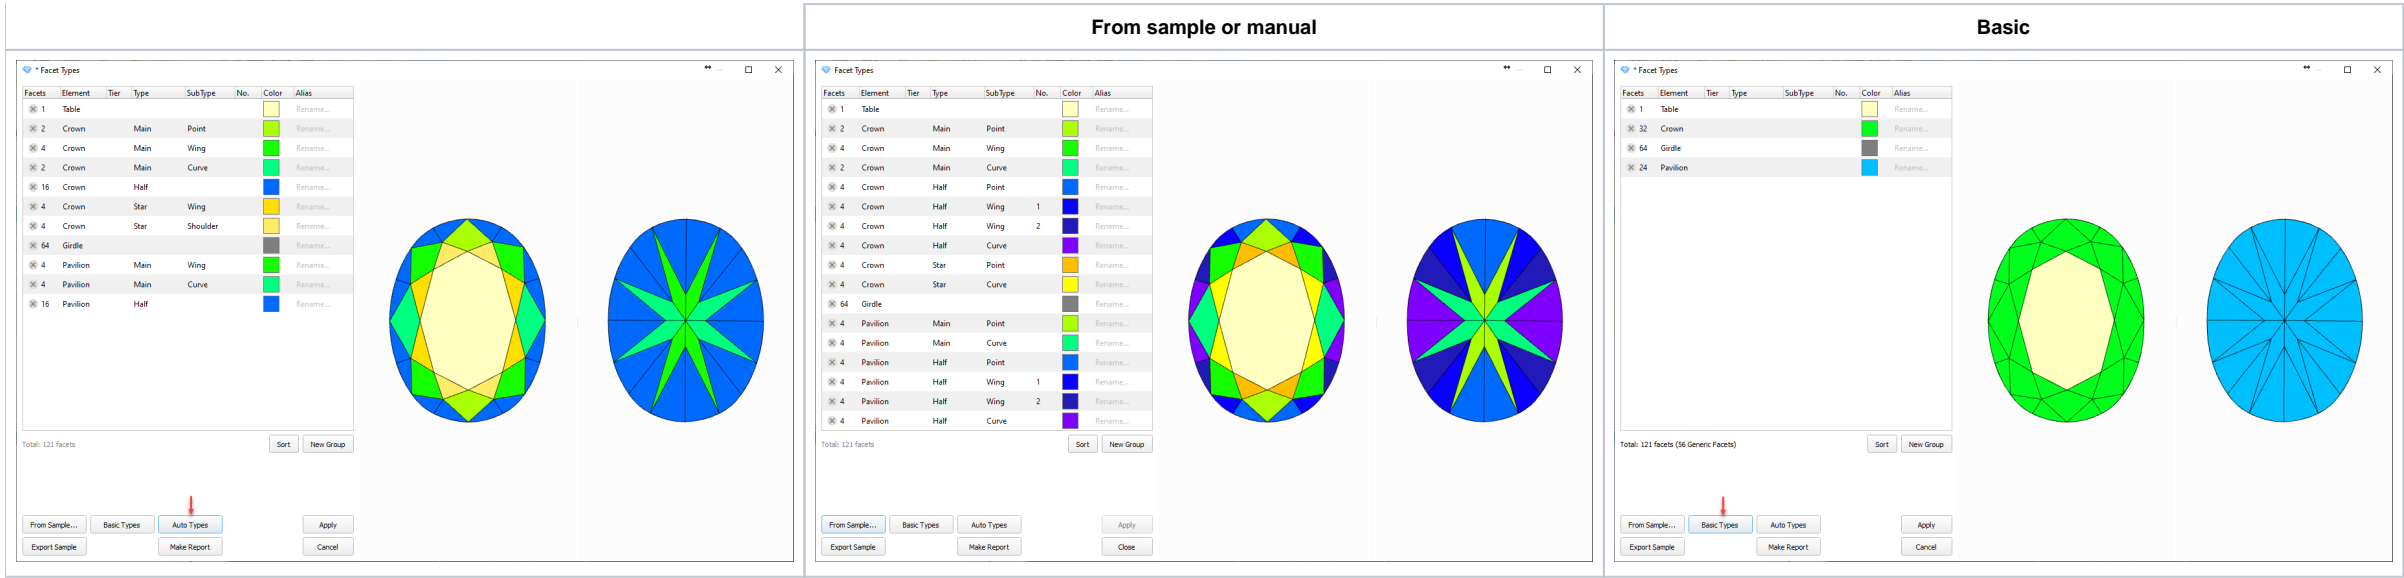 From sample or manual
Basic
* Facet Types
Facets Element Tier Type SubType No. Color Alias
1 Table Rename...
2 Crown Main Point Rename...
4 Crown Main Wing Rename...
2 Crown Main Curve Rename...
16 Crown Half Rename...
4 Crown Star Wing Rename...
4 Crown Star Shoulder Rename...
64 Girdle Rename...
4 Pavilion Main Wing Rename...
4 Pavilion Main Curve Rename...
16 Pavilion Half Rename...
Total: 121 facets
Sort New Group
From Sample... Basic Types Auto Types Apply
Export Sample Make Report Cancel
Facet Types
Facets Element Tier Type SubType No. Color Alias
1 Table Rename...
2 Crown Main Point Rename...
4 Crown Main Wing Rename...
2 Crown Main Curve Rename...
4 Crown Half Point Rename...
4 Crown Half Wing 1 Rename...
4 Crown Half Wing 2 Rename...
4 Crown Half Curve Rename...
4 Crown Star Point Rename...
4 Crown Star Curve Rename...
64 Girdle Rename...
4 Pavilion Main Point Rename...
4 Pavilion Main Curve Rename...
4 Pavilion Half Point Rename...
4 Pavilion Half Wing 1 Rename...
4 Pavilion Half Wing 2 Rename...
4 Pavilion Half Curve Rename...
Total: 121 facets
Sort New Group
From Sample... Basic Types Auto Types Apply
Export Sample Make Report Close
* Facet Types
Facets Element Tier Type SubType No. Color Alias
1 Table Rename...
32 Crown Rename...
64 Girdle Rename...
24 Pavilion Rename...
Total: 121 facets (56 Generic Facets)
Sort New Group
From Sample... Basic Types Auto Types Apply
Export Sample Make Report Cancel